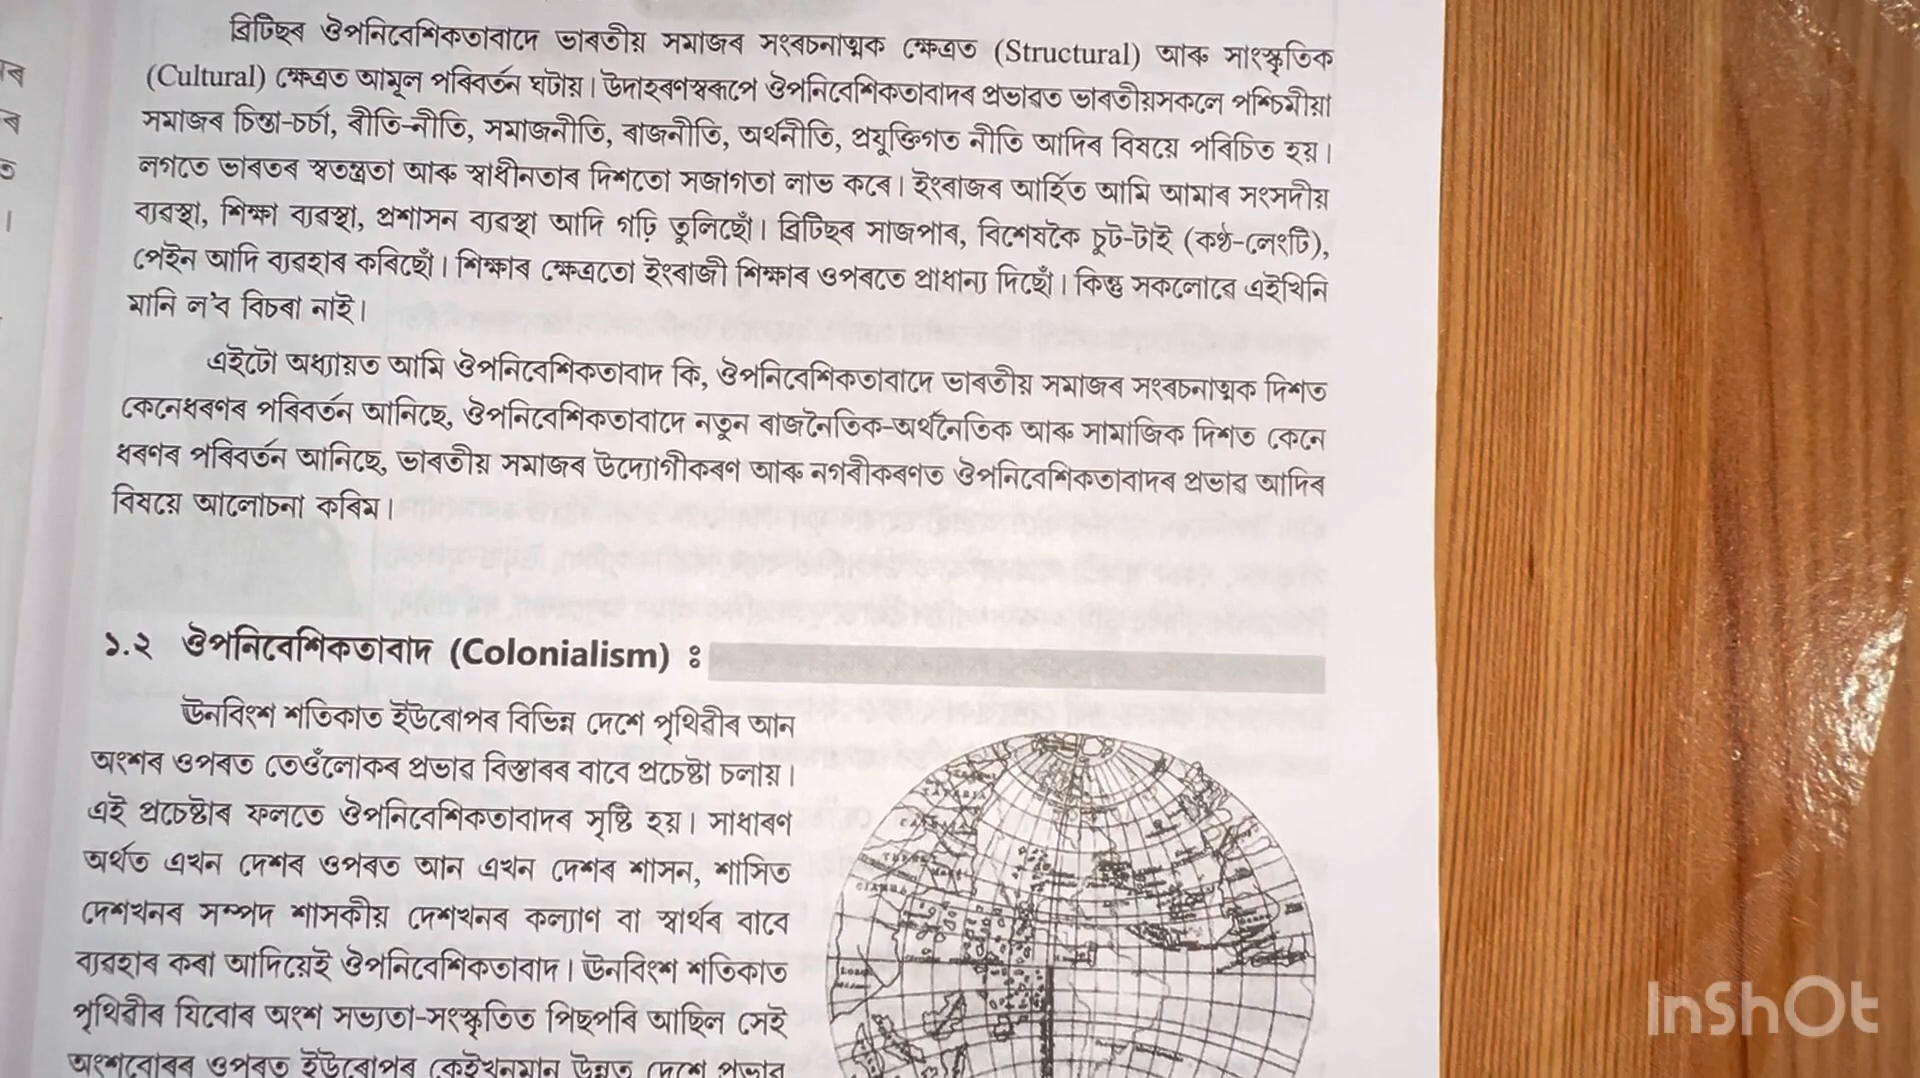 ব্ৰিটিছৰ ঔপনিবেশিকতাবাদে ভাৰতীয় সমাজৰ সংৰচনাত্মক ক্ষেত্ৰত (Structural) আৰু সাংস্কৃতিক
(Cultural) ক্ষেত্ৰত আমূল পৰিবৰ্তন ঘটায়। উদাহৰণস্বৰূপে ঔপনিবেশিকতাবাদৰ প্ৰভাৱত ভাৰতীয়সকলে পশ্চিমীয়া
সমাজৰ চিন্তা-চৰ্চা, ৰীতি-নীতি, সমাজনীতি, ৰাজনীতি, অৰ্থনীতি, প্ৰযুক্তিগত নীতি আদিৰ বিষয়ে পৰিচিত হয়।
লগতে ভাৰতৰ স্বতন্ত্ৰতা আৰু স্বাধীনতাৰ দিশতো সজাগতা লাভ কৰে। ইংৰাজৰ আৰ্হিত আমি আমাৰ সংসদীয়
ব্যৱস্থা, শিক্ষা ব্যৱস্থা, প্ৰশাসন ব্যৱস্থা আদি গঢ়ি তুলিছোঁ। ব্ৰিটিছৰ সাজপাৰ, বিশেষকৈ চুট-টাই (কণ্ঠ-লেংটি),
পেইন আদি ব্যৱহাৰ কৰিছোঁ। শিক্ষাৰ ক্ষেত্ৰতো ইংৰাজী শিক্ষাৰ ওপৰতে প্ৰাধান্য দিছোঁ। কিন্তু সকলোৱে এইখিনি
মানি ল'ব বিচৰা নাই।
এইটো অধ্যায়ত আমি ঔপনিবেশিকতাবাদ কি, ঔপনিবেশিকতাবাদে ভাৰতীয় সমাজৰ সংৰচনাত্মক দিশত
কেনেধৰণৰ পৰিবৰ্তন আনিছে, ঔপনিবেশিকতাবাদে নতুন ৰাজনৈতিক-অৰ্থনৈতিক আৰু সামাজিক দিশত কেনে
ধৰণৰ পৰিবৰ্তন আনিছে, ভাৰতীয় সমাজৰ উদ্যোগীকৰণ আৰু নগৰীকৰণত ঔপনিবেশিকতাবাদৰ প্ৰভাৱ আদিৰ
বিষয়ে আলোচনা কৰিম।
১.২ ঔপনিবেশিকতাবাদ (Colonialism) ঃ
ঊনবিংশ শতিকাত ইউৰোপৰ বিভিন্ন দেশে পৃথিৱীৰ আন
অংশৰ ওপৰত তেওঁলোকৰ প্ৰভাৱ বিস্তাৰৰ বাবে প্ৰচেষ্টা চলায়।
এই প্ৰচেষ্টাৰ ফলতে ঔপনিবেশিকতাবাদৰ সৃষ্টি হয়। সাধাৰণ
অৰ্থত এখন দেশৰ ওপৰত আন এখন দেশৰ শাসন, শাসিত
দেশখনৰ সম্পদ শাসকীয় দেশখনৰ কল্যাণ বা স্বাৰ্থৰ বাবে
ব্যৱহাৰ কৰা আদিয়েই ঔপনিবেশিকতাবাদ। ঊনবিংশ শতিকাত
পৃথিৱীৰ যিবোৰ অংশ সভ্যতা-সংস্কৃতিত পিছপৰি আছিল সেই
অংশবোৰৰ ওপৰত ইউৰোপৰ কেইখনমান উন্নত দেশে প্ৰভাৱ
InShOt